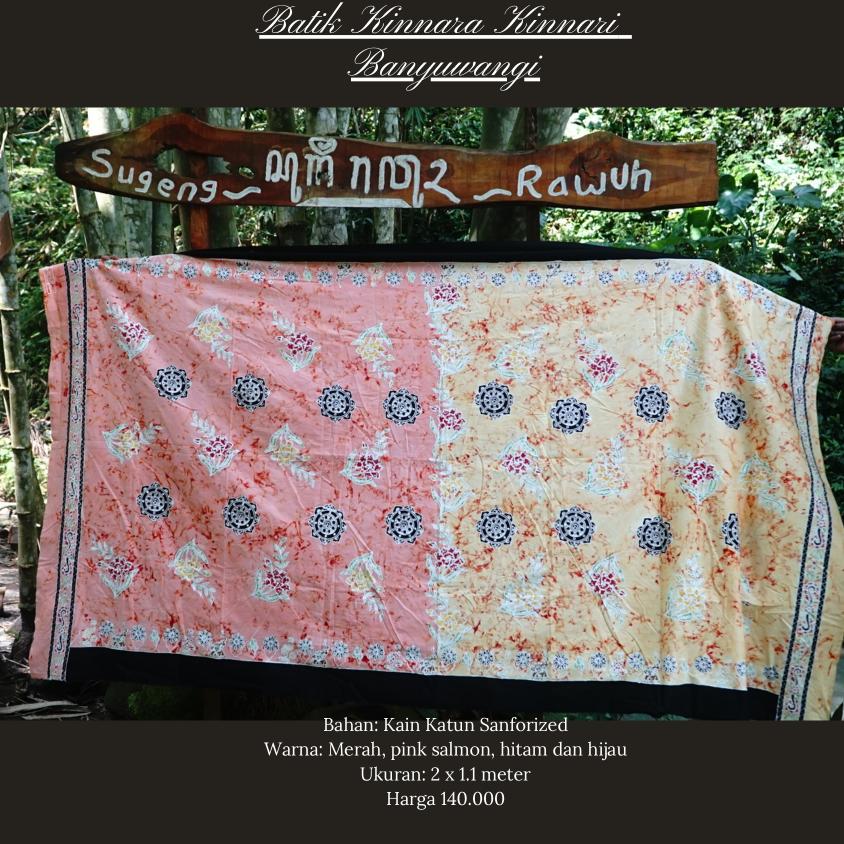 Batik Kinnara Kinnari
Banyuwangi
Sugeng ~ ꦱꦸꦒꦼꦁ ꦫꦮꦸꦃ ~ Rawuh
Bahan: Kain Katun Sanforized
Warna: Merah, pink salmon, hitam dan hijau
Ukuran: 2 x 1.1 meter
Harga 140.000